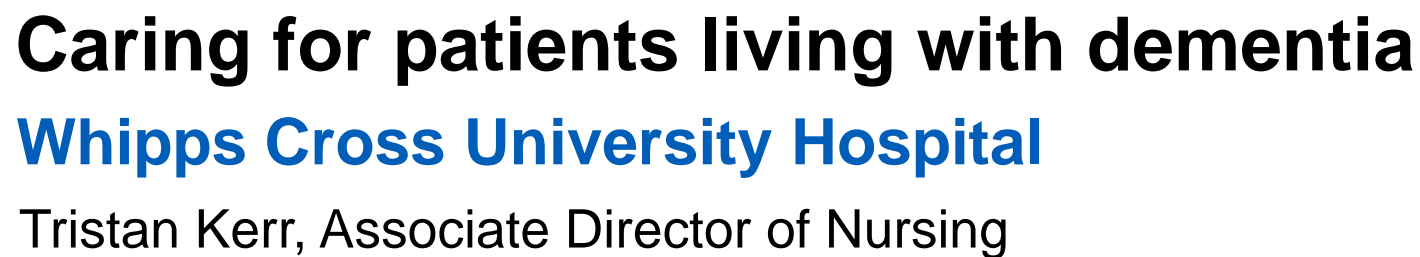 Caring for patients living with dementia
Whipps Cross University Hospital
Tristan Kerr, Associate Director of Nursing